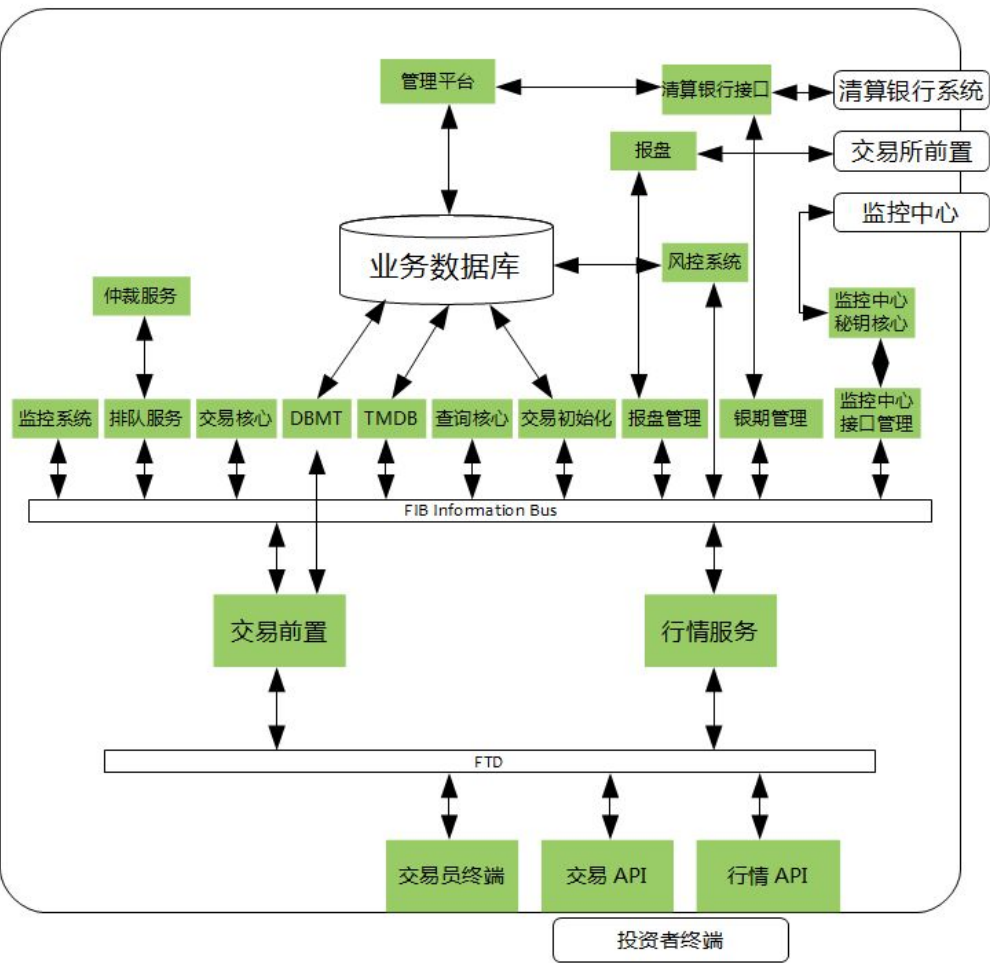 管理平台
清算银行接口
清算银行系统
报盘
交易所前置
监控中心
业务数据库
风控系统
仲裁服务
监控中心
秘钥核心
监控系统
排队服务
交易核心
DBMT
TMDB
查询核心
交易初始化
报盘管理
银期管理
监控中心
接口管理
FIB Information Bus
交易前置
行情服务
FTD
交易员终端
交易 API
行情 API
投资者终端